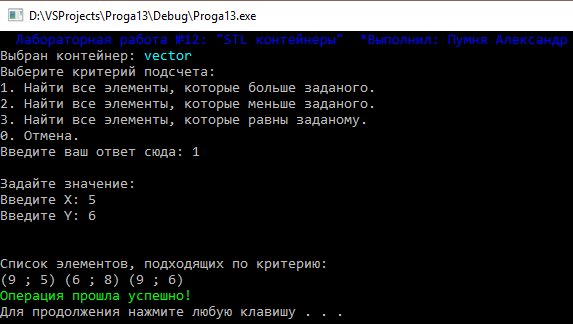 D:\VSProjects\Proga13\Debug\Proga13.exe
Лабораторная работа №12: "STL контейнеры" *Выполнил: Пумня Александр
Выбран контейнер: vector
Выберите критерий подсчета:
1. Найти все элементы, которые больше заданого.
2. Найти все элементы, которые меньше заданого.
3. Найти все элементы, которые равны заданому.
0. Отмена.
Введите ваш ответ сюда: 1
Задайте значение:
Введите X: 5
Введите Y: 6
Список элементов, подходящих по критерию:
(9 ; 5) (6 ; 8) (9 ; 6)
Операция прошла успешно!
Для продолжения нажмите любую клавишу . . .